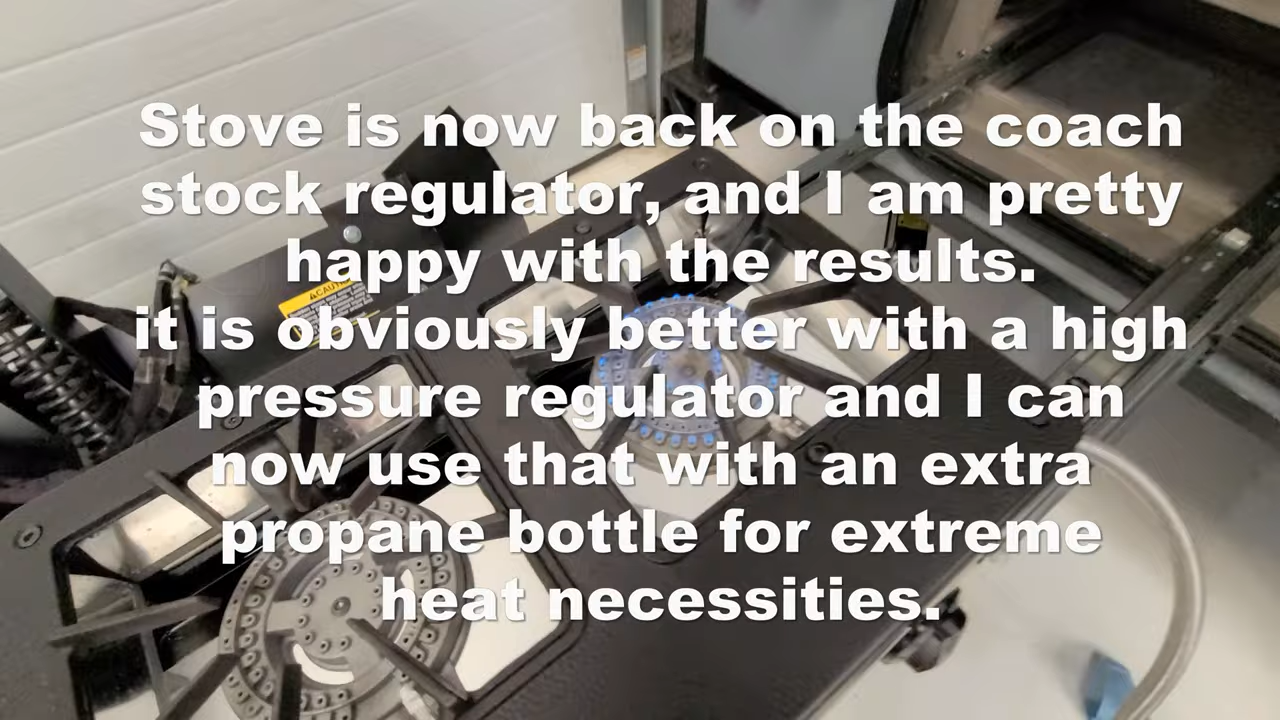 Stove is now back on the coach
stock regulator, and I am pretty
happy with the results.
it is obviously better with a high
pressure regulator and I can
now use that with an extra
propane bottle for extreme
heat necessities.